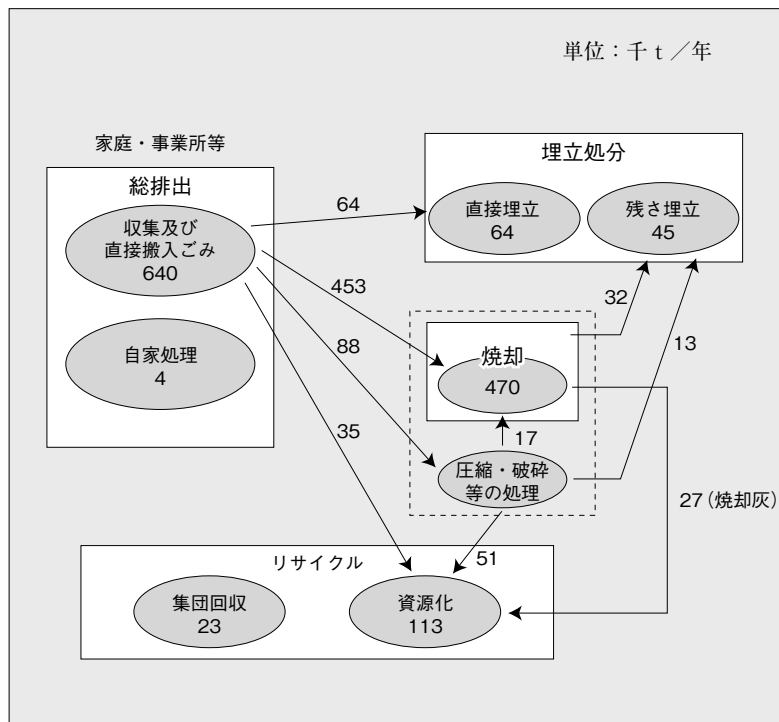 単位：千ｔ／年
家庭・事業所等
総排出
収集及び
直接搬入ごみ
640
自家処理
4
埋立処分
直接埋立
64
残さ埋立
45
64
453
88
35
32
13
焼却
470
17
圧縮・破砕
等の処理
27（焼却灰）
51
リサイクル
集団回収
23
資源化
113